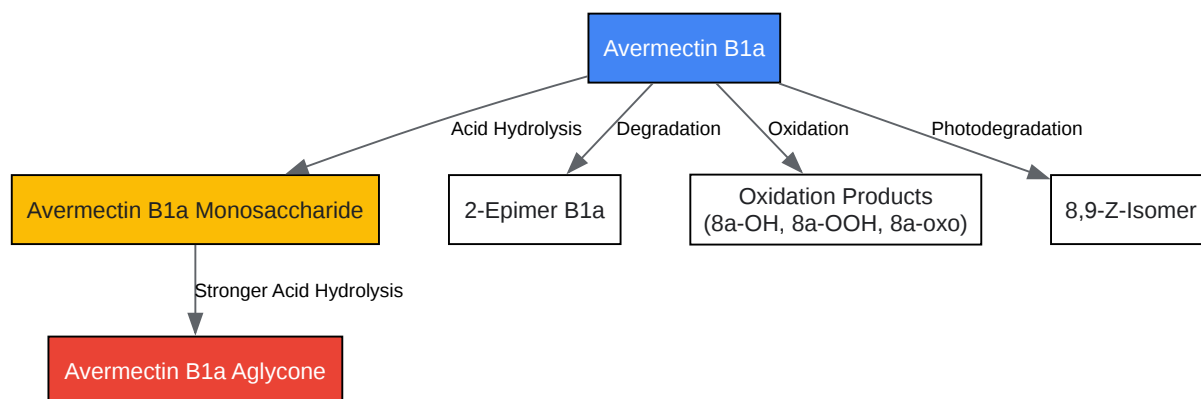 Avermectin B1a
Acid Hydrolysis
Degradation
Oxidation
Photodegradation
Avermectin B1a Monosaccharide
2-Epimer B1a
Oxidation Products
(8a-OH, 8a-OOH, 8a-oxo)
8,9-Z-Isomer
Stronger Acid Hydrolysis
Avermectin B1a Aglycone